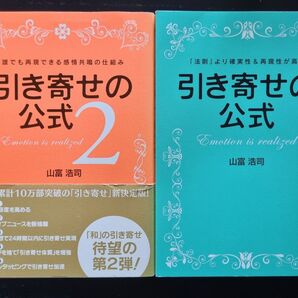 誰でも再現できる感情共鳴の仕組み
引き寄せの
公式
2
Emotion is realized
山富 浩司
累計10万部突破の「引き寄せ」新決定版!
「和」の引き寄せ
待望の
第2弾!
「法則」より確実性&再現性が
引き寄せの
公式
Emotion is realized
山富 浩司